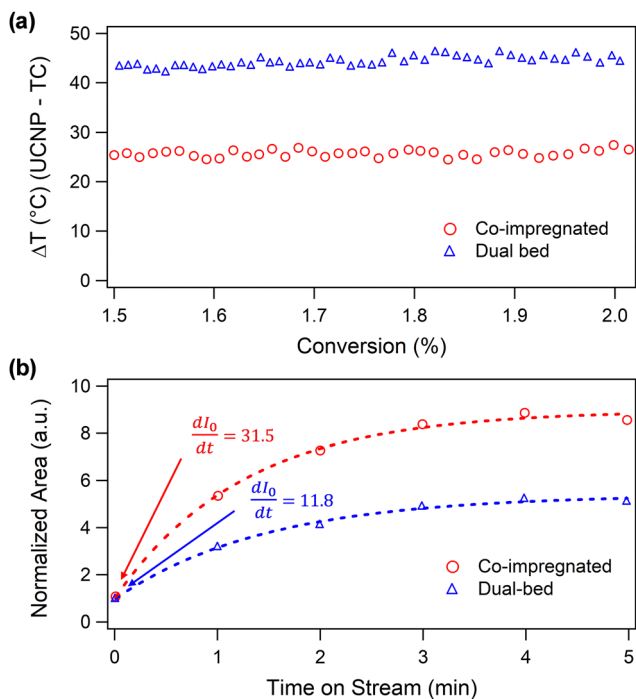 (a)
50
40
30
20
10
0
ΔT (°C) (UCNP - TC)
Co-impregnated
Dual bed
1.5 1.6 1.7 1.8 1.9 2.0
Conversion (%)
(b)
10
8
6
4
2
0
Normalized Area (a.u.)
dI₀/dt = 31.5
dI₀/dt = 11.8
Co-impregnated
Dual-bed
0 1 2 3 4 5
Time on Stream (min)